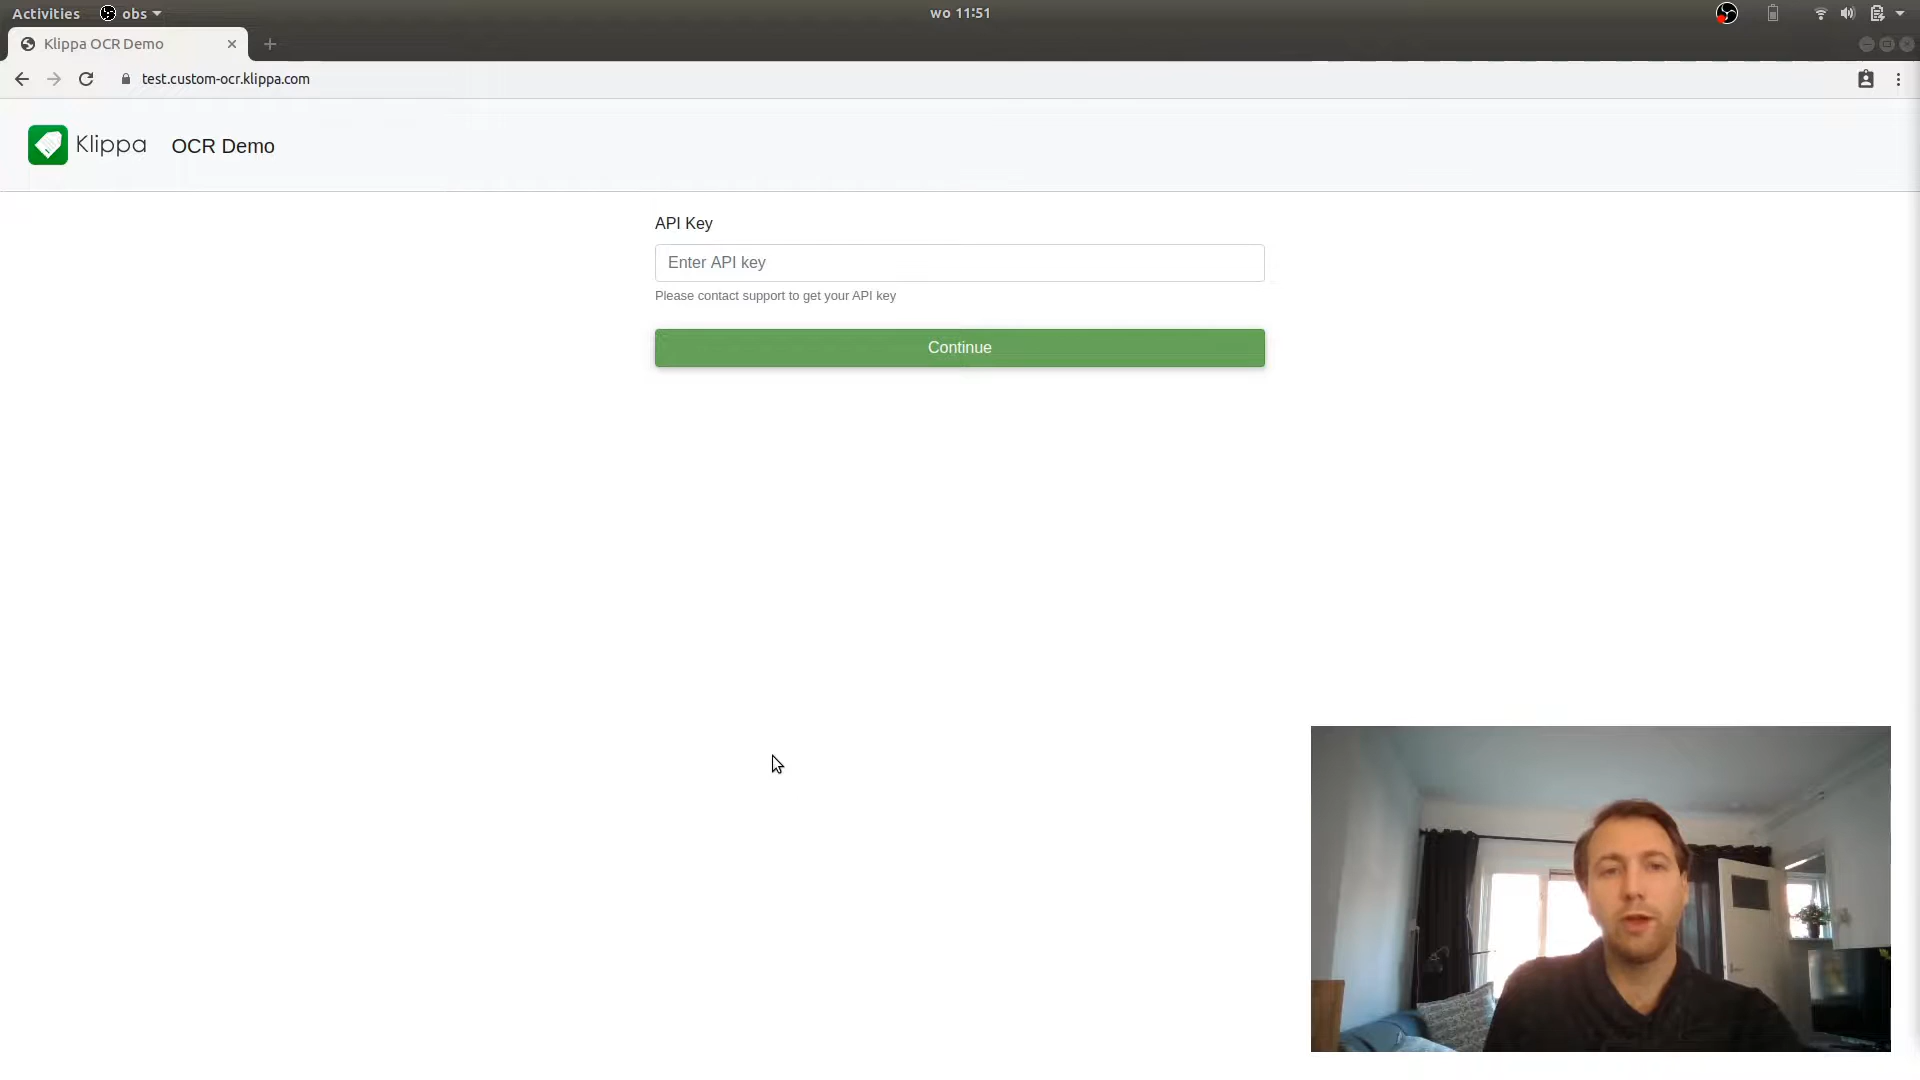 Activities obs wo 11:51
Klippa OCR Demo
test.custom-ocr.klippa.com
Klippa OCR Demo
API Key
Enter API key
Please contact support to get your API key
Continue